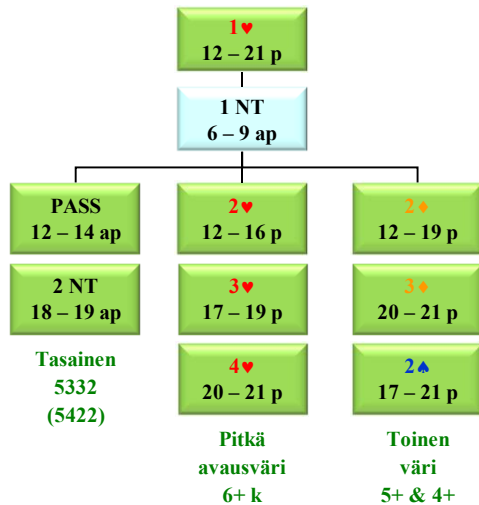 1♥
12 – 21 p
1 NT
6 – 9 ap
PASS
12 – 14 ap
2 NT
18 – 19 ap
Tasainen
5332
(5422)
2♥
12 – 16 p
3♥
17 – 19 p
4♥
20 – 21 p
Pitkä
avausväri
6+ k
2♦
12 – 19 p
3♦
20 – 21 p
2♠
17 – 21 p
Toinen
väri
5+ & 4+